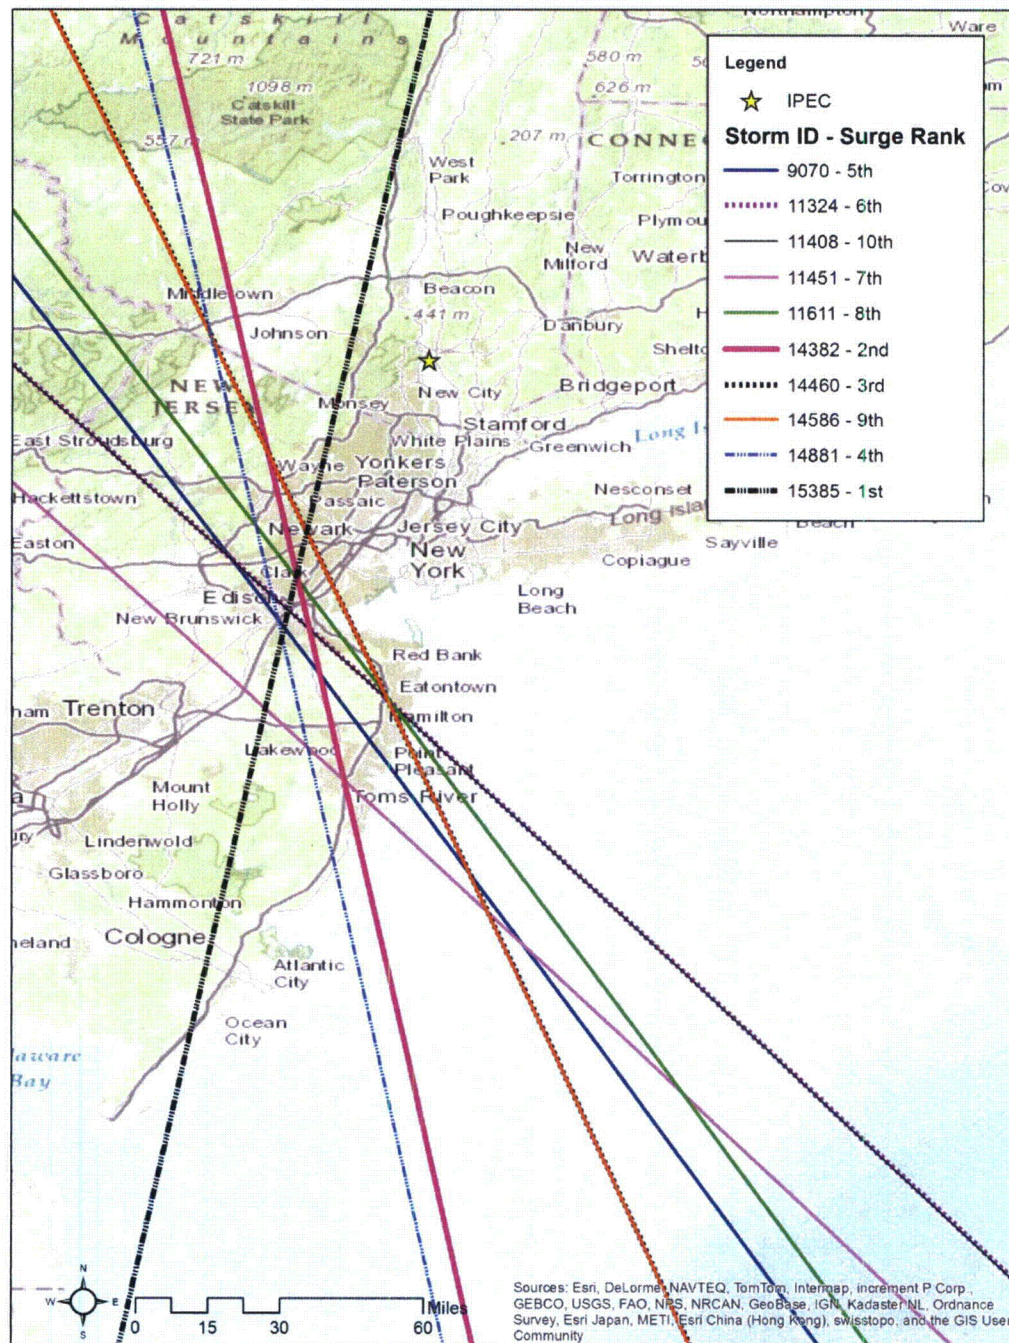 Catskill
Mountains
721 m
1098 m
Catskill
State Park
557 m
580 m
626 m
207 m
Northampton
Ware
West
Park
Torrington
Poughkeepsie
Plymou
New
Milford
Waterb
Middletown
Beacon
441 m
Johnson
Danbury
Shelto
NEW
JERSEY
New City
Bridgeport
Monsey
Stamford
East Stroudsburg
White Plains
Greenwich
Wayne
Yonkers
Paterson
Hackettstown
Passaic
Nesconset
Newark
Jersey City
Long Islan
Beach
Easton
New
York
Sayville
Copiague
Edison
Long
Beach
New Brunswick
Red Bank
Eatontown
Trenton
Hamilton
Lakewood
Point
Pleasant
Mount
Holly
Toms River
Lindenwold
Glassboro
Hammonton
Cologne
neland
Atlantic
City
Ocean
City
laware
Bay
Legend
IPEC
Storm ID - Surge Rank
9070 - 5th
11324 - 6th
11408 - 10th
11451 - 7th
11611 - 8th
14382 - 2nd
14460 - 3rd
14586 - 9th
14881 - 4th
15385 - 1st
N
W E
S
0 15 30 60
Miles
Sources: Esri, DeLorme, NAVTEQ, TomTom, Intermap, increment P Corp.,
GEBCO, USGS, FAO, NPS, NRCAN, GeoBase, IGN, Kadaster NL, Ordnance
Survey, Esri Japan, METI, Esri China (Hong Kong), swisstopo, and the GIS User
Community